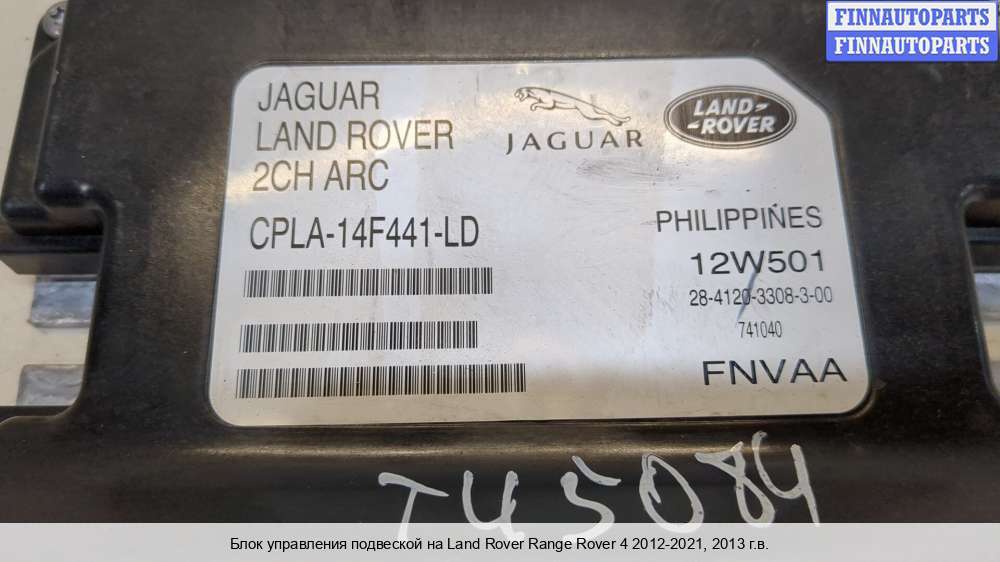 FINNAUTOPARTS
FINNAUTOPARTS
JAGUAR
LAND ROVER
2CH ARC
JAGUAR
LAND-
-ROVER
CPLA-14F441-LD
PHILIPPINES
12W501
28-4120-3308-3-00
741040
FNVAA
T45084
Блок управления подвеской на Land Rover Range Rover 4 2012-2021, 2013 г.в.